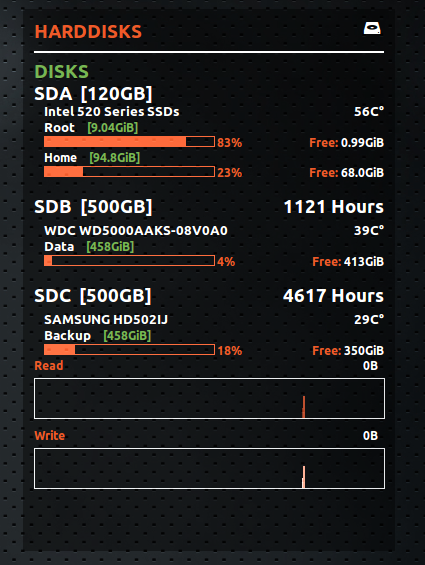 HARDDISKS
DISKS
SDA [120GB]
Intel 520 Series SSDs 56C°
Root [9.04GiB]
83% Free: 0.99GiB
Home [94.8GiB]
23% Free: 68.0GiB
SDB [500GB] 1121 Hours
WDC WD5000AAKS-08V0A0 39C°
Data [458GiB]
4% Free: 413GiB
SDC [500GB] 4617 Hours
SAMSUNG HD502IJ 29C°
Backup [458GiB]
18% Free: 350GiB
Read 0B
Write 0B